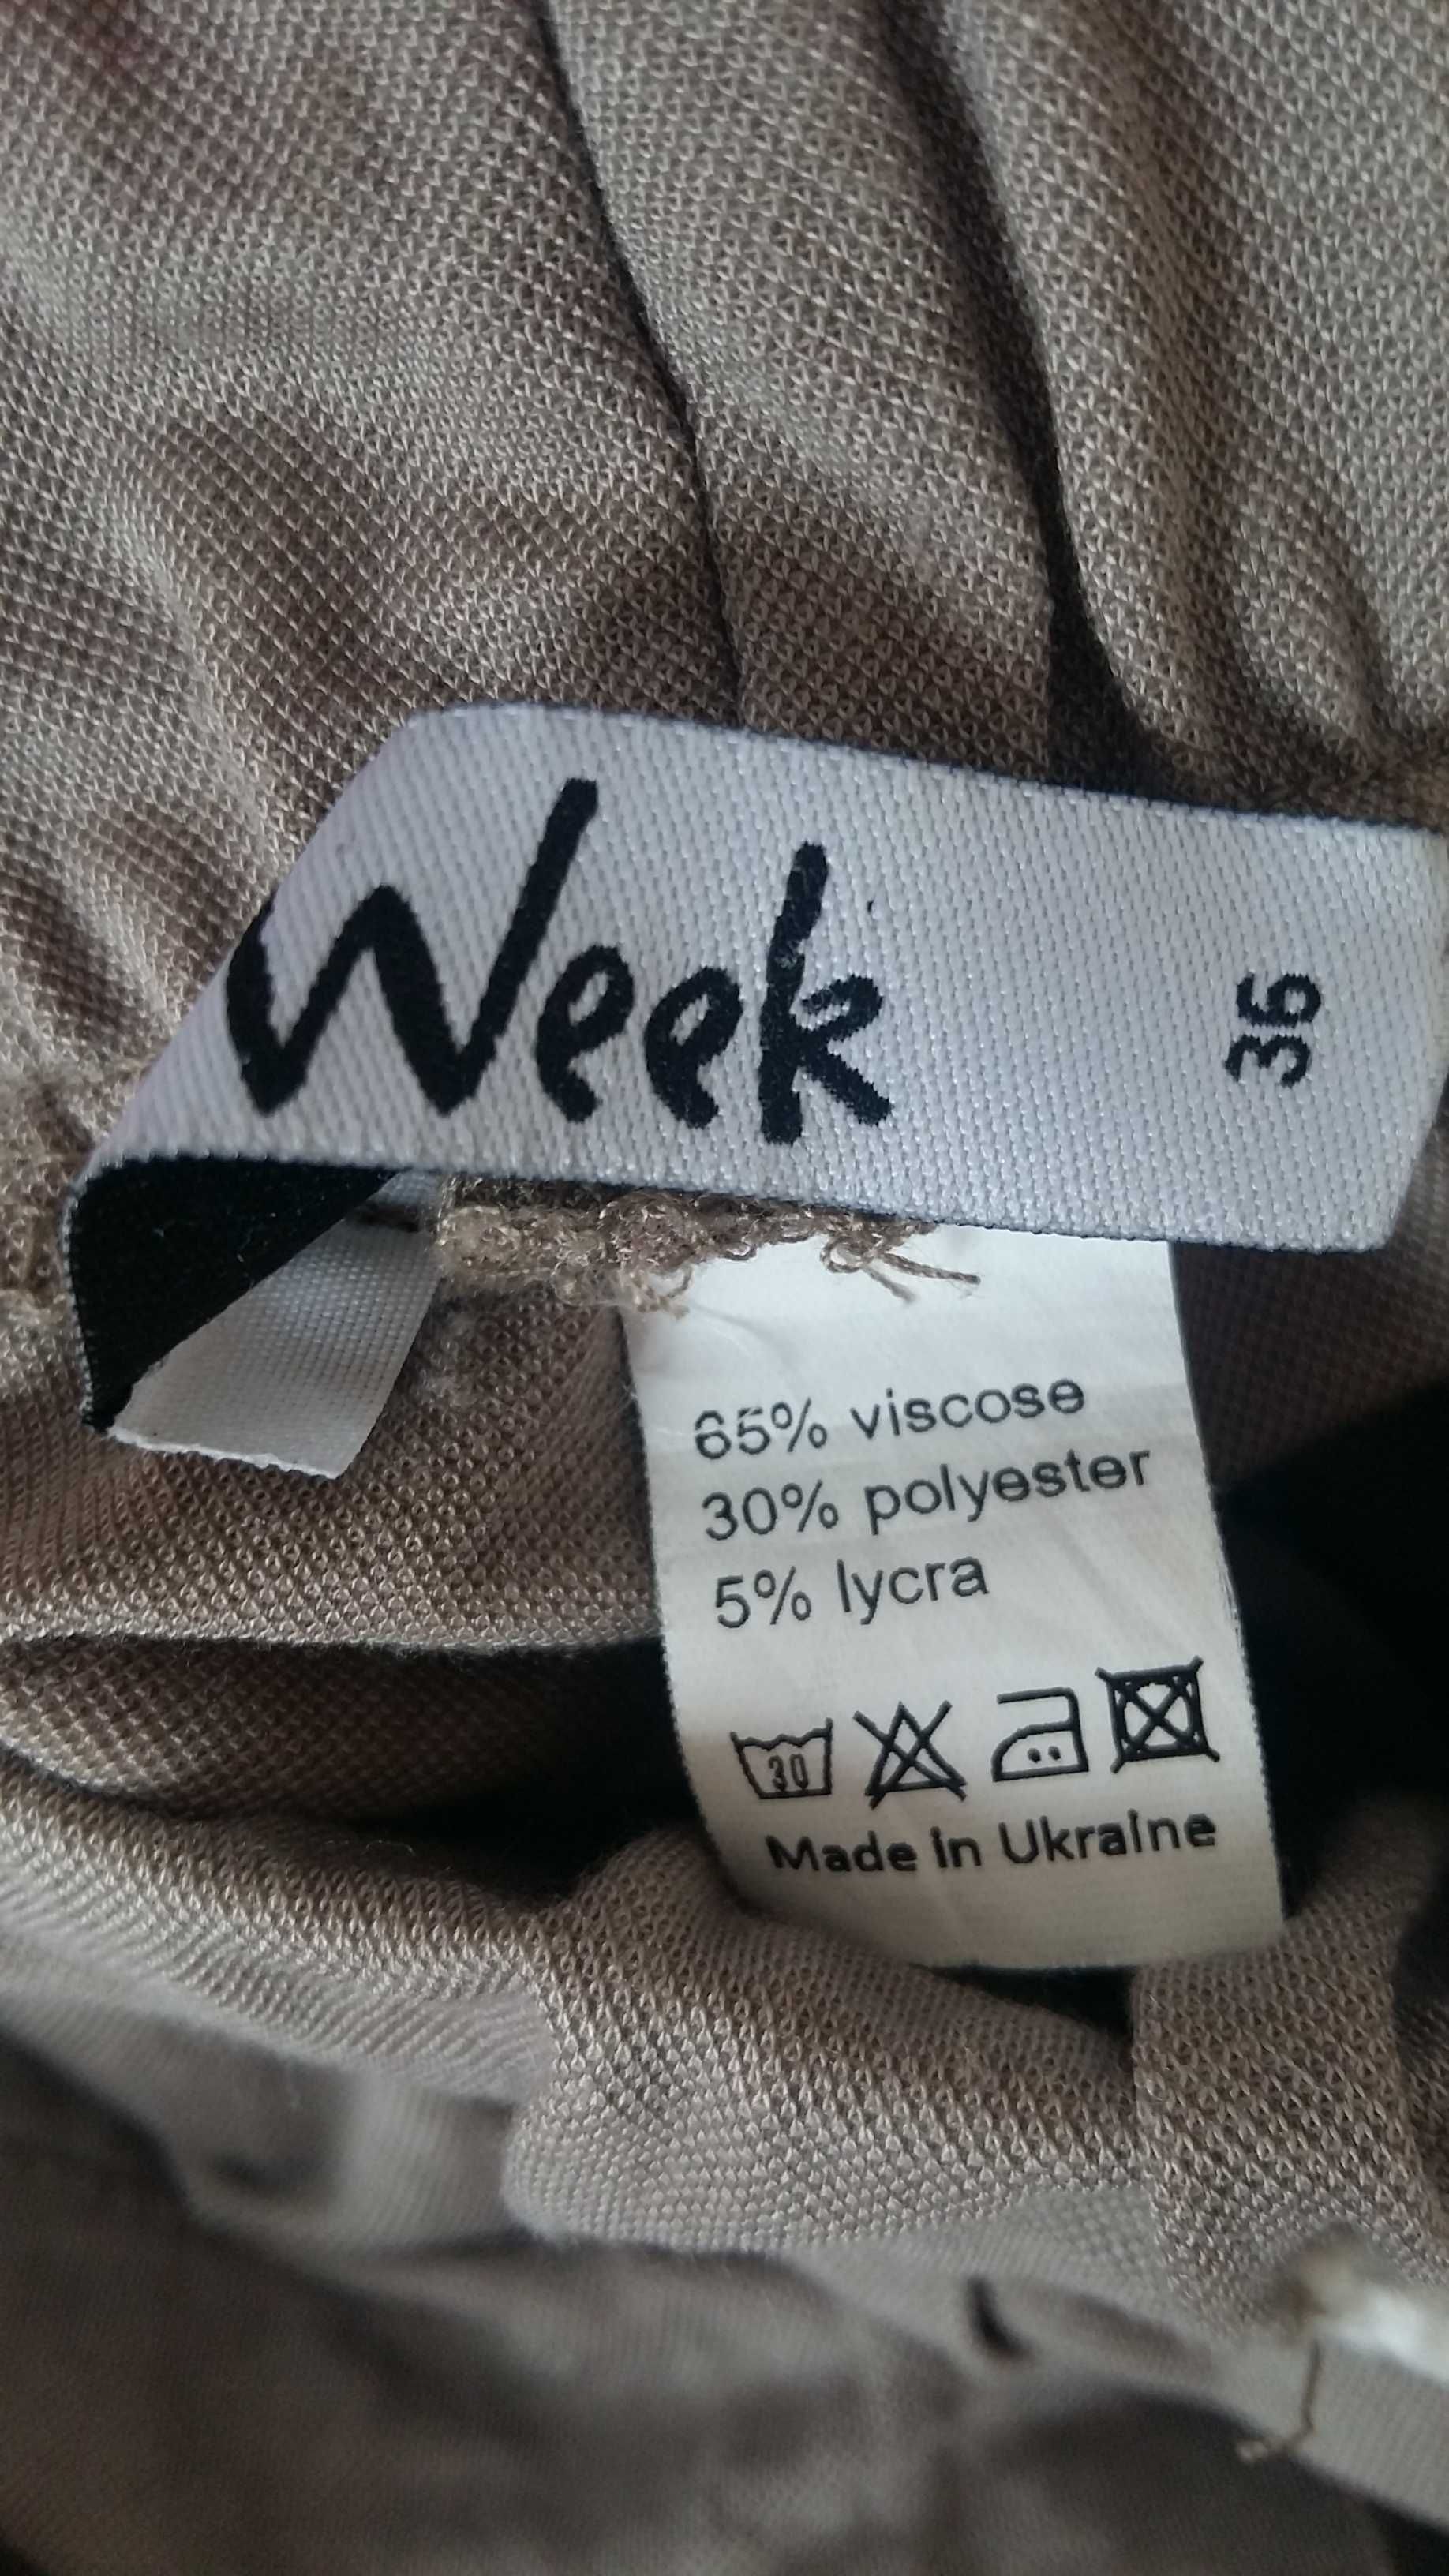 Week
36
65% viscose
30% polyester
5% lycra
30
Made in Ukraine